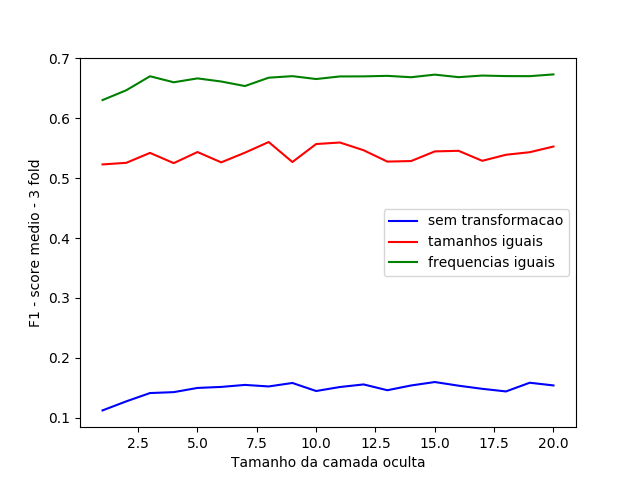 0.7
0.6
0.5
0.4
0.3
0.2
0.1
F1 - score medio - 3 fold
sem transformacao
tamanhos iguais
frequencias iguais
2.5 5.0 7.5 10.0 12.5 15.0 17.5 20.0
Tamanho da camada oculta